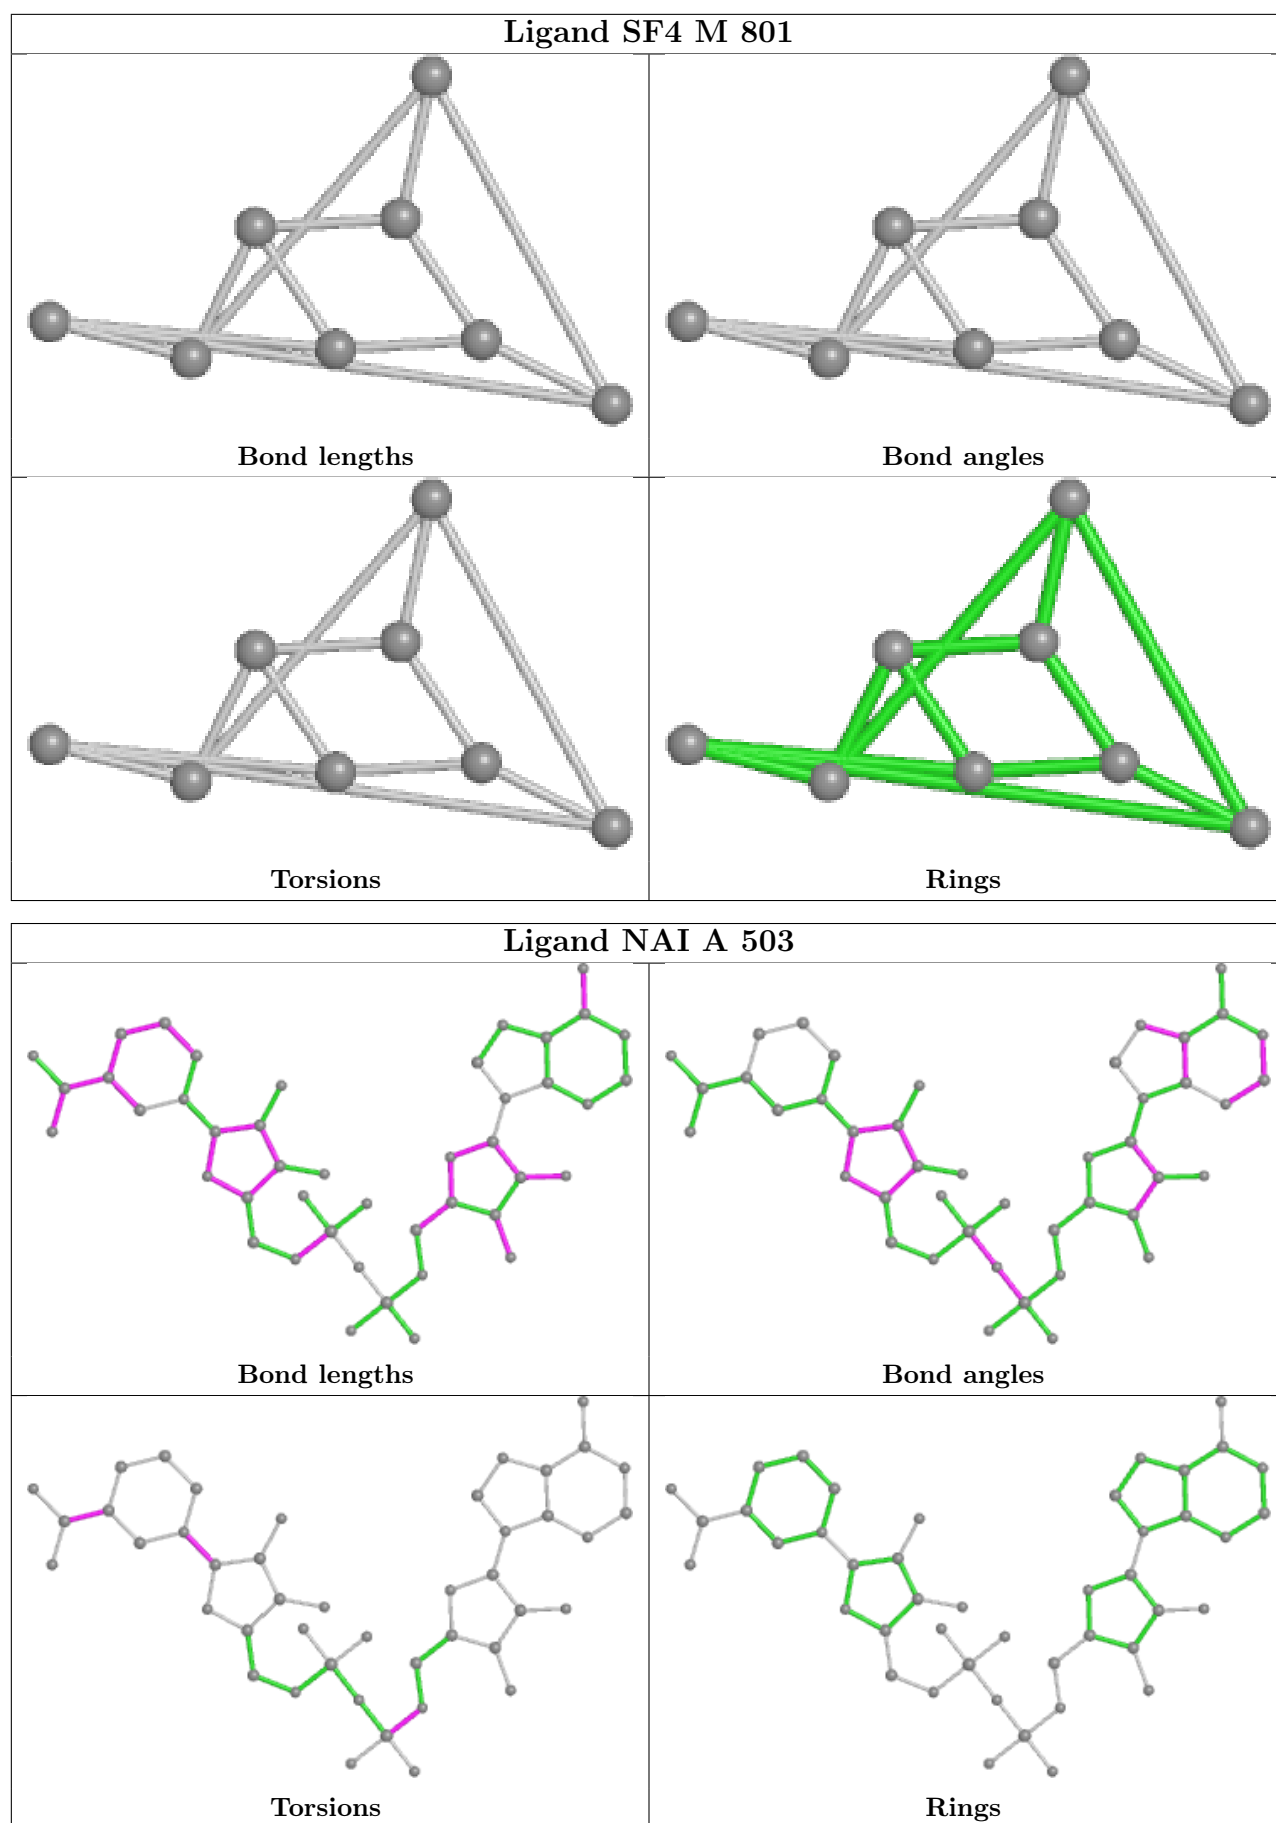 Ligand SF4 M 801
Bond lengths
Bond angles
Torsions
Rings
Ligand NAI A 503
Bond lengths
Bond angles
Torsions
Rings